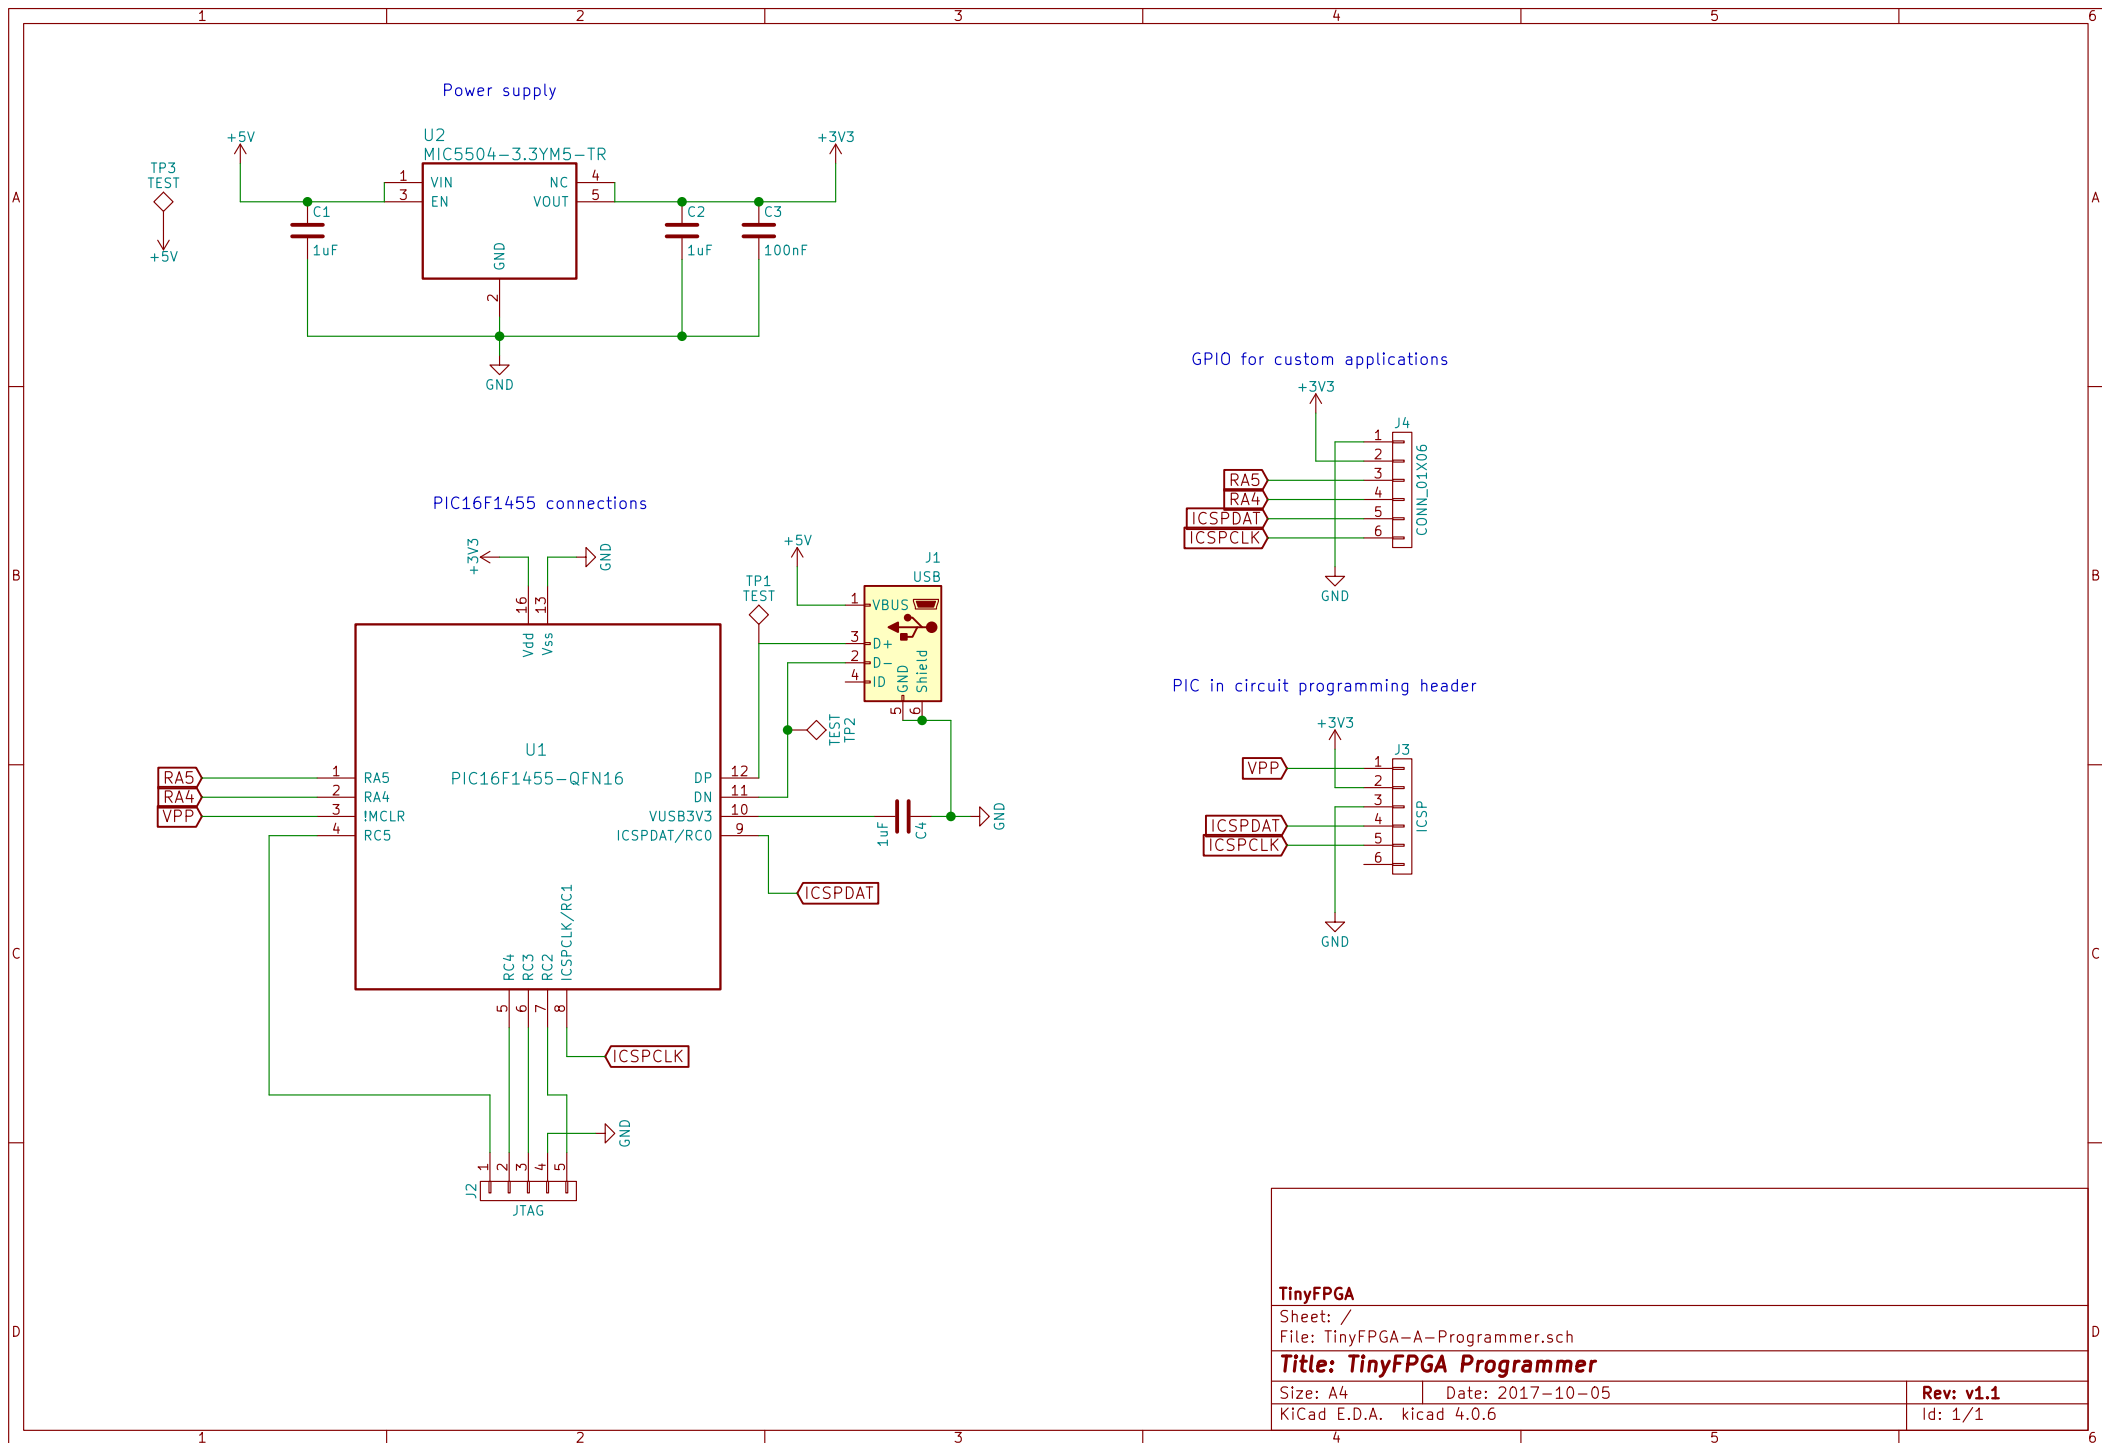 1 2 3 4 5 6
A A
B B
C C
D D
Power supply
+5V
TP3
TEST
+5V
U2
MIC5504-3.3YM5-TR
1 VIN
3 EN
NC 4
VOUT 5
GND
2
C1
1uF
C2
1uF
C3
100nF
+3V3
GND
PIC16F1455 connections
+3V3
GND
16
13
Vdd
Vss
U1
PIC16F1455-QFN16
RA5 1 RA5
RA4 2 RA4
VPP 3 !MCLR
4 RC5
DP 12
DN 11
VUSB3V3 10
ICSPDAT/RC0 9
RC4
RC3
RC2
ICSPCLK/RC1
5
6
7
8
ICSPCLK
ICSPDAT
GND
1
2
3
4
5
J2
JTAG
+5V
TP1
TEST
J1
USB
1 VBUS
3 D+
2 D-
4 ID
GND
Shield
5
6
TEST
TP2
1uF
C4
GND
GPIO for custom applications
+3V3
J4
CONN_01X06
1
2
RA5 3
RA4 4
ICSPDAT 5
ICSPCLK 6
GND
PIC in circuit programming header
+3V3
J3
ICSP
VPP 1
2
3
ICSPDAT 4
ICSPCLK 5
6
GND
TinyFPGA
Sheet: /
File: TinyFPGA-A-Programmer.sch
Title: TinyFPGA Programmer
Size: A4 Date: 2017-10-05 Rev: v1.1
KiCad E.D.A. kicad 4.0.6 Id: 1/1
1 2 3 4 5 6